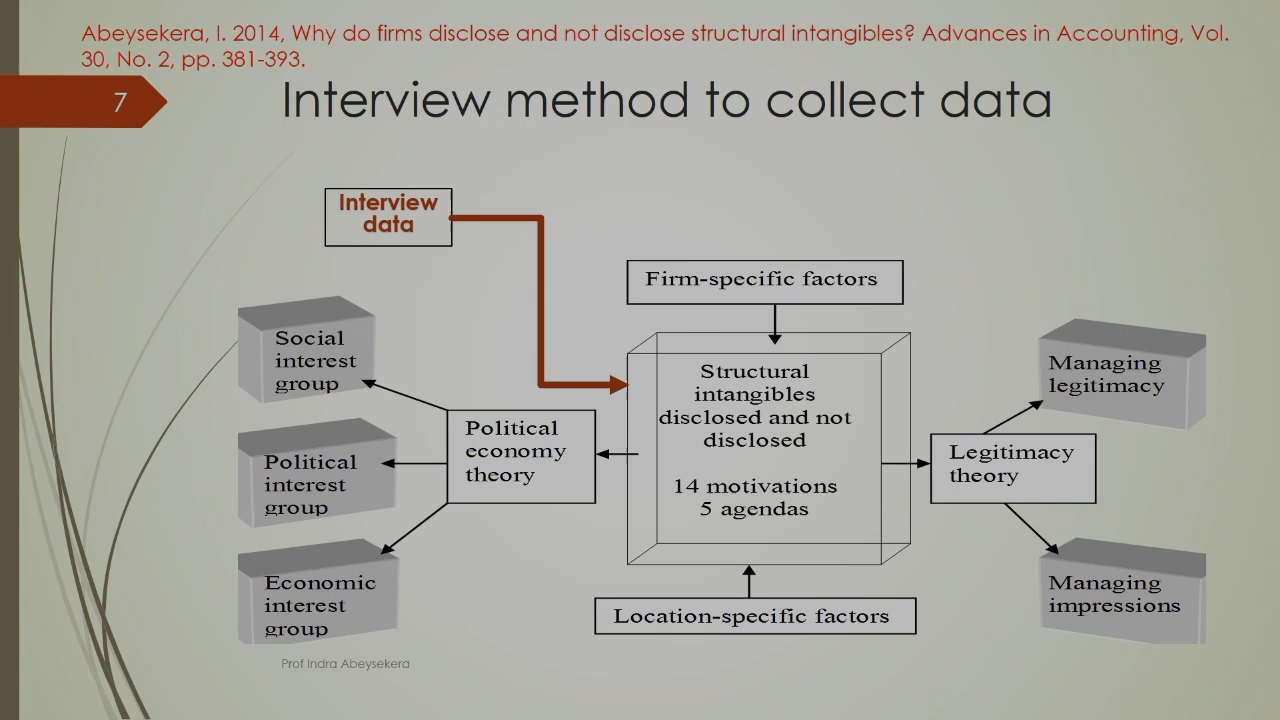 Abeysekera, I. 2014, Why do firms disclose and not disclose structural intangibles? Advances in Accounting, Vol.
30, No. 2, pp. 381-393.
7
Interview method to collect data
Interview
data
Firm-specific factors
Social
interest
group
Political
interest
group
Economic
interest
group
Political
economy
theory
Structural
intangibles
disclosed and not
disclosed
14 motivations
5 agendas
Legitimacy
theory
Managing
legitimacy
Managing
impressions
Location-specific factors
Prof Indra Abeysekera